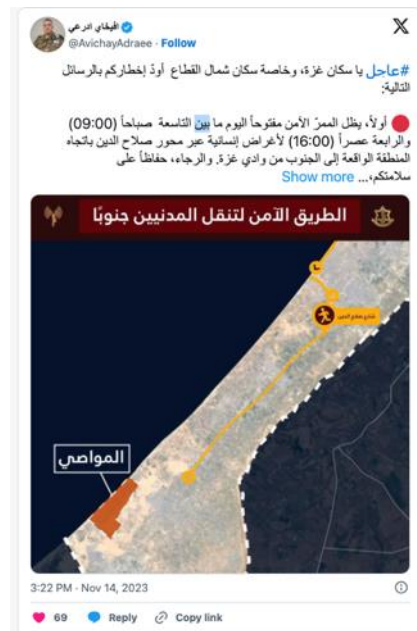 افيخاي ادرعي
@AvichayAdraee · Follow
#عاجل يا سكان غزة، وخاصة سكان شمال القطاع أودّ إخطاركم بالرسائل
التالية:
🔴 أولاً، يظل الممرّ الآمن مفتوحاً اليوم ما بين التاسعة صباحاً (09:00)
والرابعة عصراً (16:00) لأغراض إنسانية عبر محور صلاح الدين باتجاه
المنطقة الواقعة إلى الجنوب من وادي غزة. والرجاء، حفاظاً على
سلامتكم،... Show more
الطريق الآمن لتنقل المدنيين جنوبًا
شارع صلاح الدين
المواصي
3:22 PM · Nov 14, 2023
69 Reply Copy link